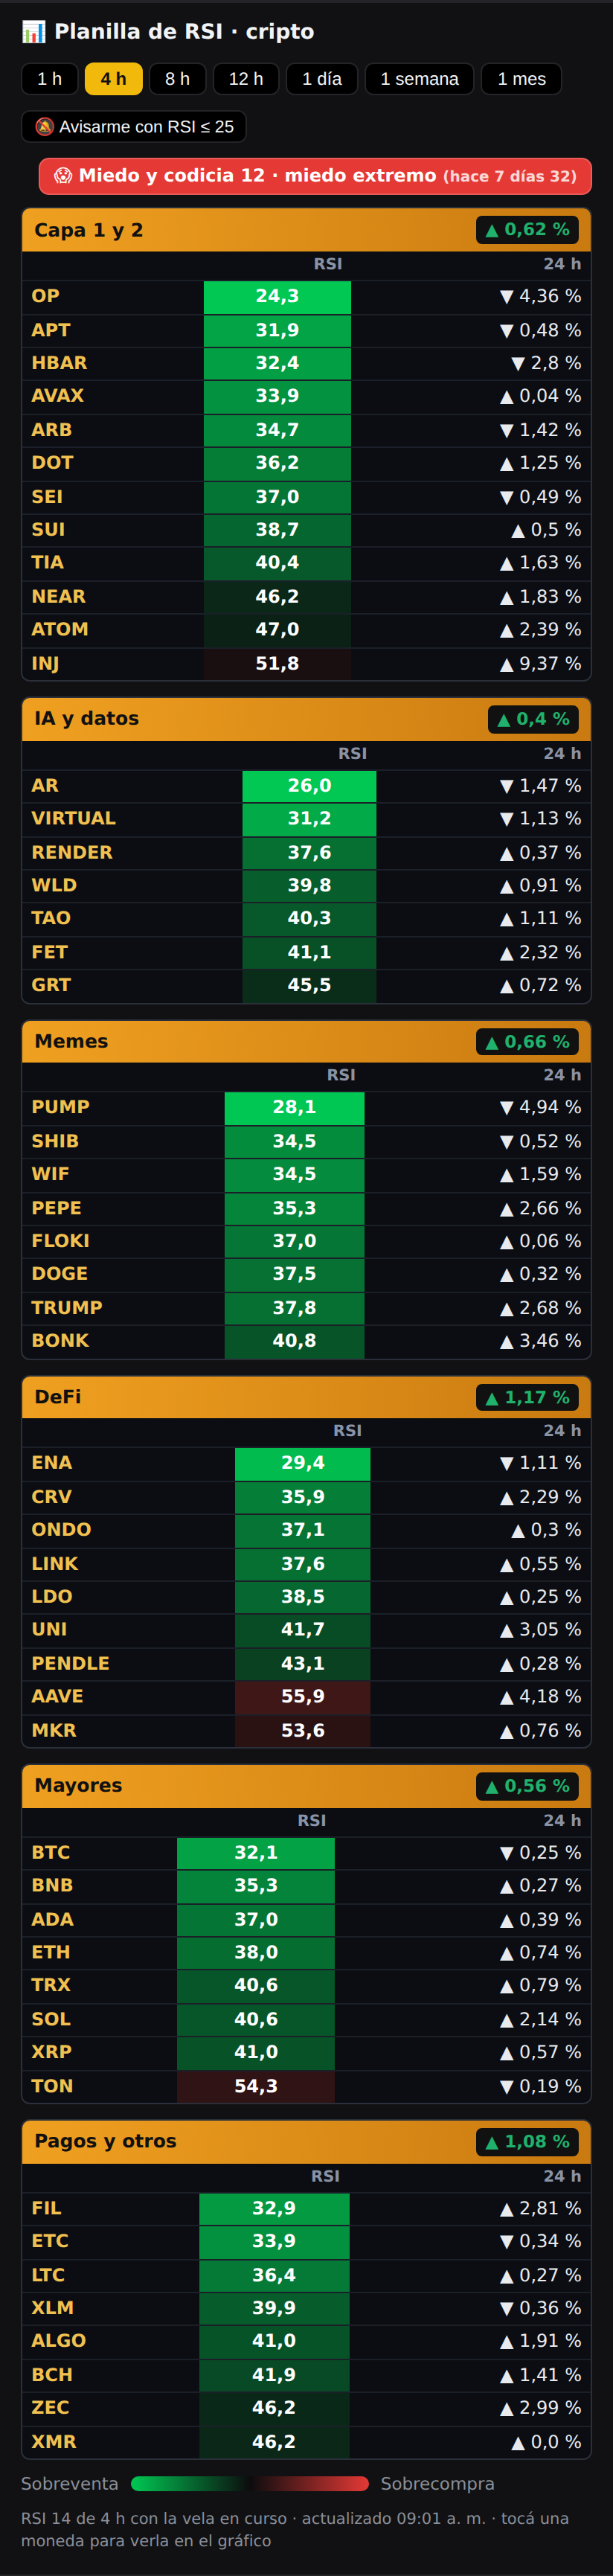 📊 Planilla de RSI · cripto
1 h 4 h 8 h 12 h 1 día 1 semana 1 mes
🔕 Avisarme con RSI ≤ 25
😱 Miedo y codicia 12 · miedo extremo (hace 7 días 32)
Capa 1 y 2 ▲ 0,62 %
RSI 24 h
OP 24,3 ▼ 4,36 %
APT 31,9 ▼ 0,48 %
HBAR 32,4 ▼ 2,8 %
AVAX 33,9 ▲ 0,04 %
ARB 34,7 ▼ 1,42 %
DOT 36,2 ▲ 1,25 %
SEI 37,0 ▼ 0,49 %
SUI 38,7 ▲ 0,5 %
TIA 40,4 ▲ 1,63 %
NEAR 46,2 ▲ 1,83 %
ATOM 47,0 ▲ 2,39 %
INJ 51,8 ▲ 9,37 %
IA y datos ▲ 0,4 %
RSI 24 h
AR 26,0 ▼ 1,47 %
VIRTUAL 31,2 ▼ 1,13 %
RENDER 37,6 ▲ 0,37 %
WLD 39,8 ▲ 0,91 %
TAO 40,3 ▲ 1,11 %
FET 41,1 ▲ 2,32 %
GRT 45,5 ▲ 0,72 %
Memes ▲ 0,66 %
RSI 24 h
PUMP 28,1 ▼ 4,94 %
SHIB 34,5 ▼ 0,52 %
WIF 34,5 ▲ 1,59 %
PEPE 35,3 ▲ 2,66 %
FLOKI 37,0 ▲ 0,06 %
DOGE 37,5 ▲ 0,32 %
TRUMP 37,8 ▲ 2,68 %
BONK 40,8 ▲ 3,46 %
DeFi ▲ 1,17 %
RSI 24 h
ENA 29,4 ▼ 1,11 %
CRV 35,9 ▲ 2,29 %
ONDO 37,1 ▲ 0,3 %
LINK 37,6 ▲ 0,55 %
LDO 38,5 ▲ 0,25 %
UNI 41,7 ▲ 3,05 %
PENDLE 43,1 ▲ 0,28 %
AAVE 55,9 ▲ 4,18 %
MKR 53,6 ▲ 0,76 %
Mayores ▲ 0,56 %
RSI 24 h
BTC 32,1 ▼ 0,25 %
BNB 35,3 ▲ 0,27 %
ADA 37,0 ▲ 0,39 %
ETH 38,0 ▲ 0,74 %
TRX 40,6 ▲ 0,79 %
SOL 40,6 ▲ 2,14 %
XRP 41,0 ▲ 0,57 %
TON 54,3 ▼ 0,19 %
Pagos y otros ▲ 1,08 %
RSI 24 h
FIL 32,9 ▲ 2,81 %
ETC 33,9 ▼ 0,34 %
LTC 36,4 ▲ 0,27 %
XLM 39,9 ▼ 0,36 %
ALGO 41,0 ▲ 1,91 %
BCH 41,9 ▲ 1,41 %
ZEC 46,2 ▲ 2,99 %
XMR 46,2 ▲ 0,0 %
Sobreventa Sobrecompra
RSI 14 de 4 h con la vela en curso · actualizado 09:01 a. m. · tocá una
moneda para verla en el gráfico